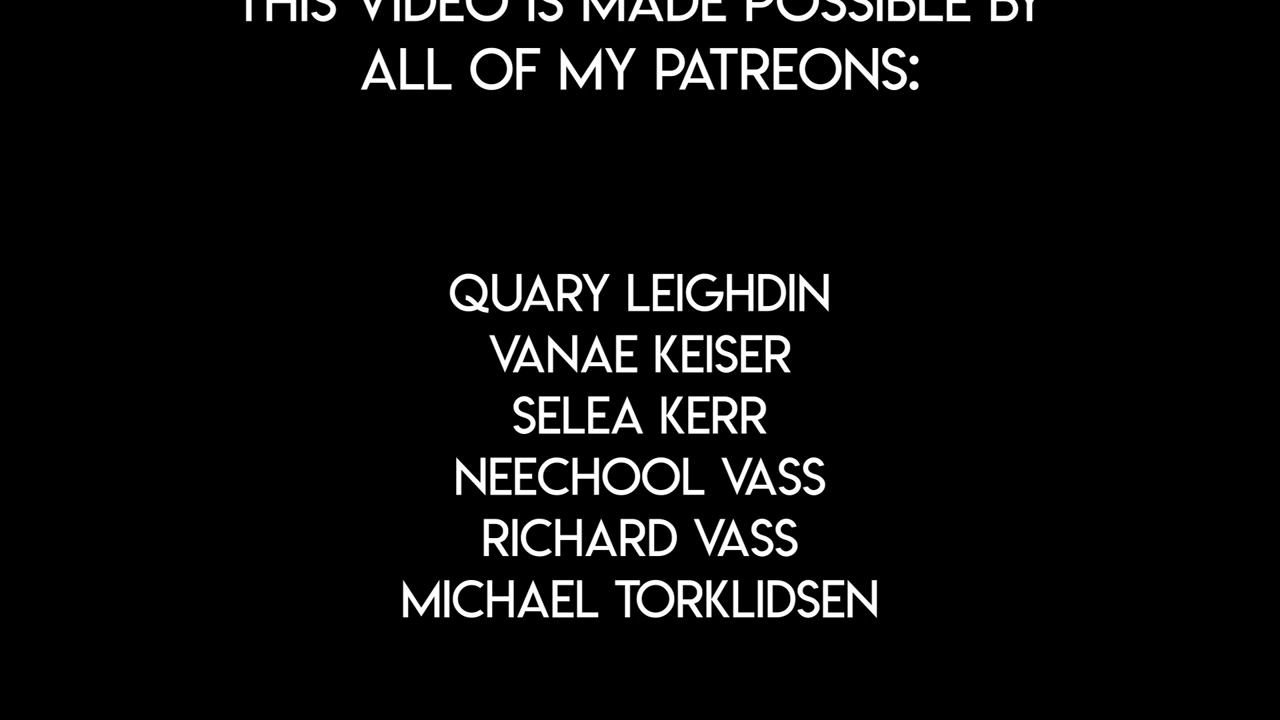 THIS VIDEO IS MADE POSSIBLE BY
ALL OF MY PATREONS:
QUARY LEIGHDIN
VANAE KEISER
SELEA KERR
NEECHOOL VASS
RICHARD VASS
MICHAEL TORKLIDSEN